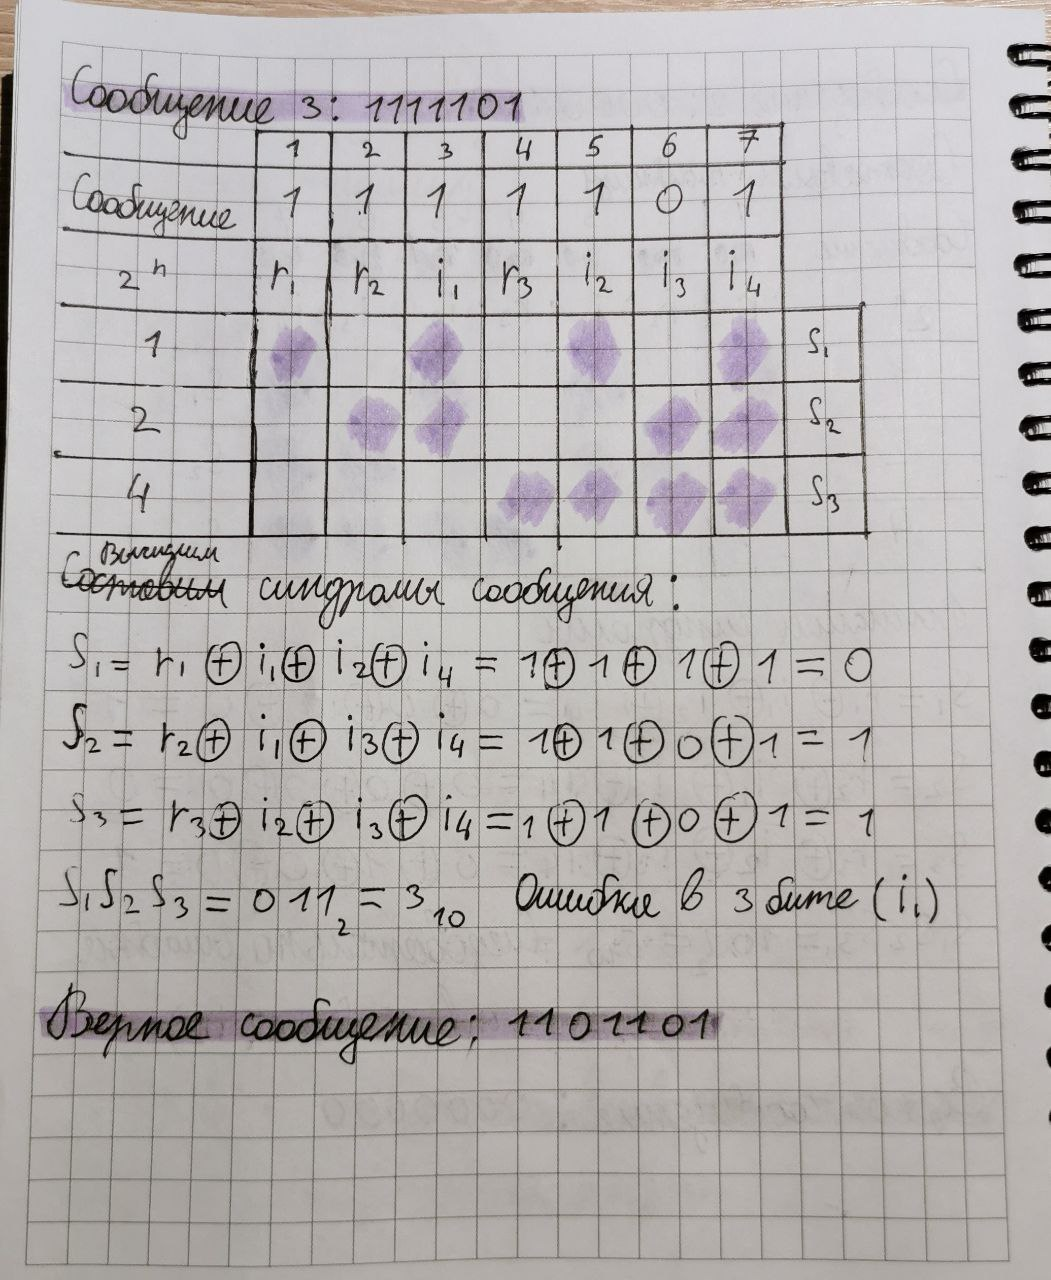 Сообщение 3: 1111101
1 2 3 4 5 6 7
Сообщение 1 1 1 1 1 0 1
2ⁿ r₁ r₂ i₁ r₃ i₂ i₃ i₄
1 S₁
2 S₂
4 S₃
Вычислим
Составим синдромы сообщения:
S₁ = r₁ ⊕ i₁ ⊕ i₂ ⊕ i₄ = 1 ⊕ 1 ⊕ 1 ⊕ 1 = 0
S₂ = r₂ ⊕ i₁ ⊕ i₃ ⊕ i₄ = 1 ⊕ 1 ⊕ 0 ⊕ 1 = 1
S₃ = r₃ ⊕ i₂ ⊕ i₃ ⊕ i₄ = 1 ⊕ 1 ⊕ 0 ⊕ 1 = 1
S₁S₂S₃ = 011₂ = 3₁₀ Ошибка в 3 бите (i₁)
Верное сообщение: 1101101